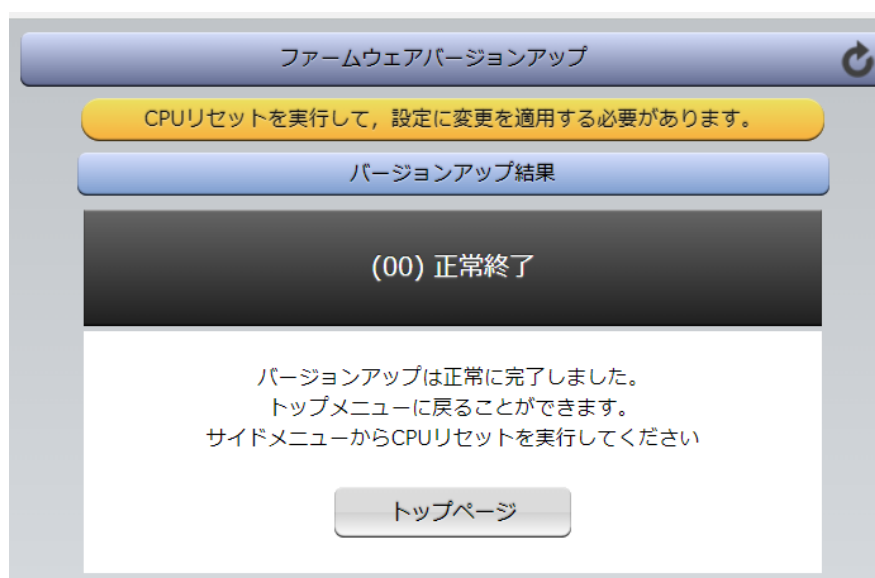 ファームウェアバージョンアップ
CPUリセットを実行して，設定に変更を適用する必要があります。
バージョンアップ結果
(00) 正常終了
バージョンアップは正常に完了しました。
トップメニューに戻ることができます。
サイドメニューからCPUリセットを実行してください
トップページ